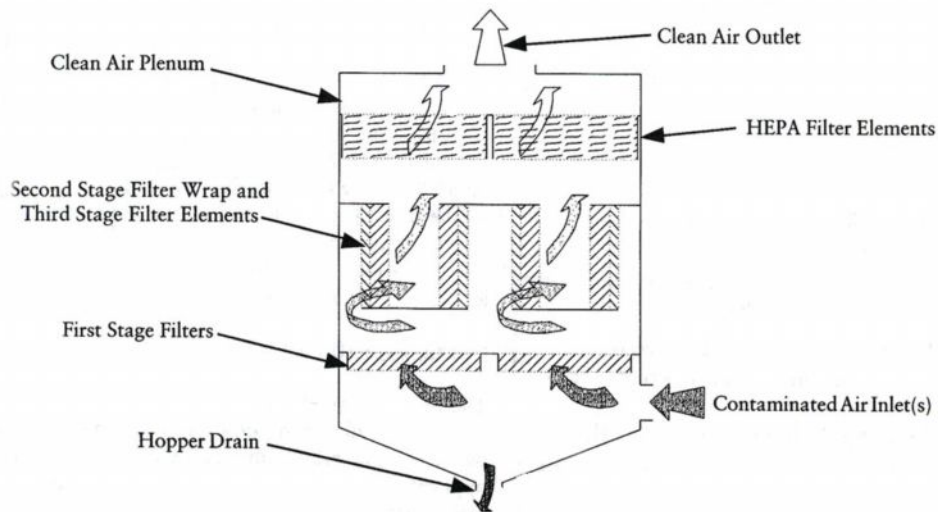 Clean Air Outlet
Clean Air Plenum
HEPA Filter Elements
Second Stage Filter Wrap and
Third Stage Filter Elements
First Stage Filters
Contaminated Air Inlet(s)
Hopper Drain